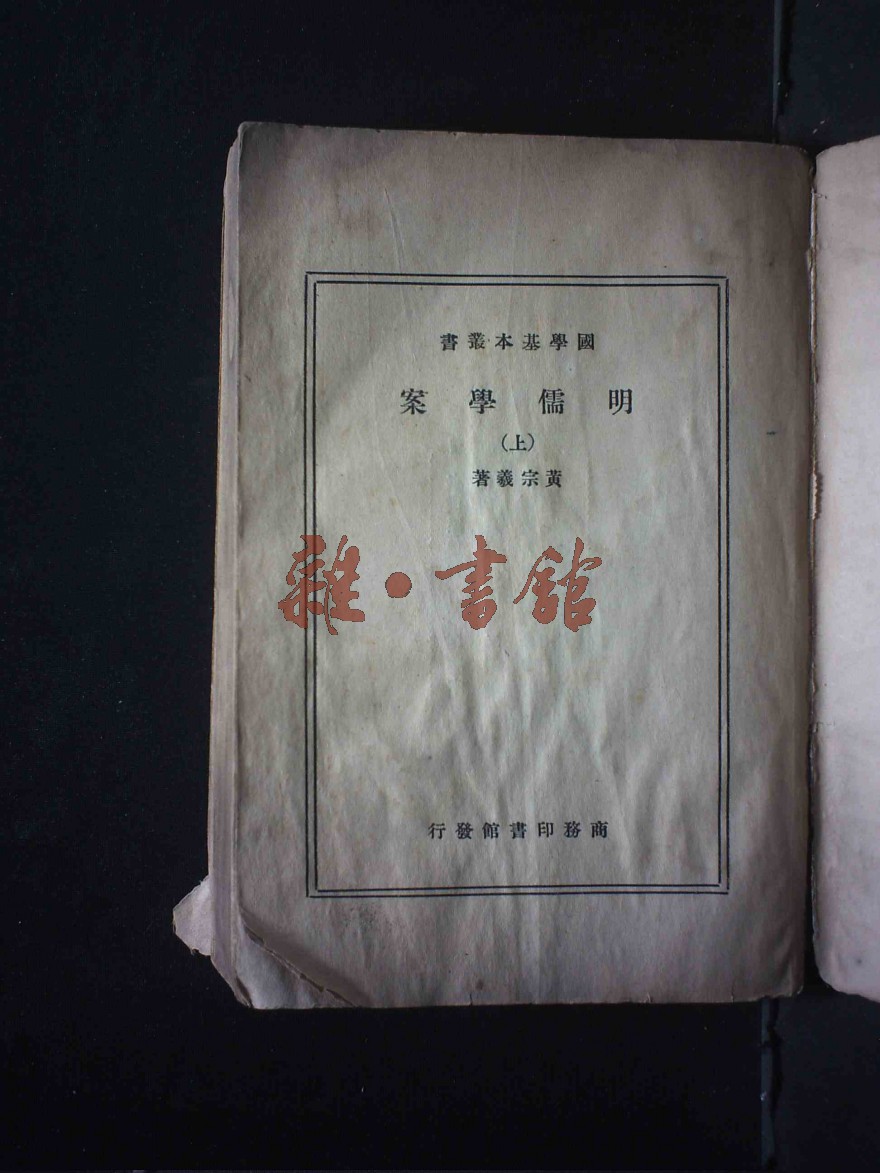 國學基本叢書
明儒學案
（上）
黃宗羲著
雜·書館
商務印書館發行